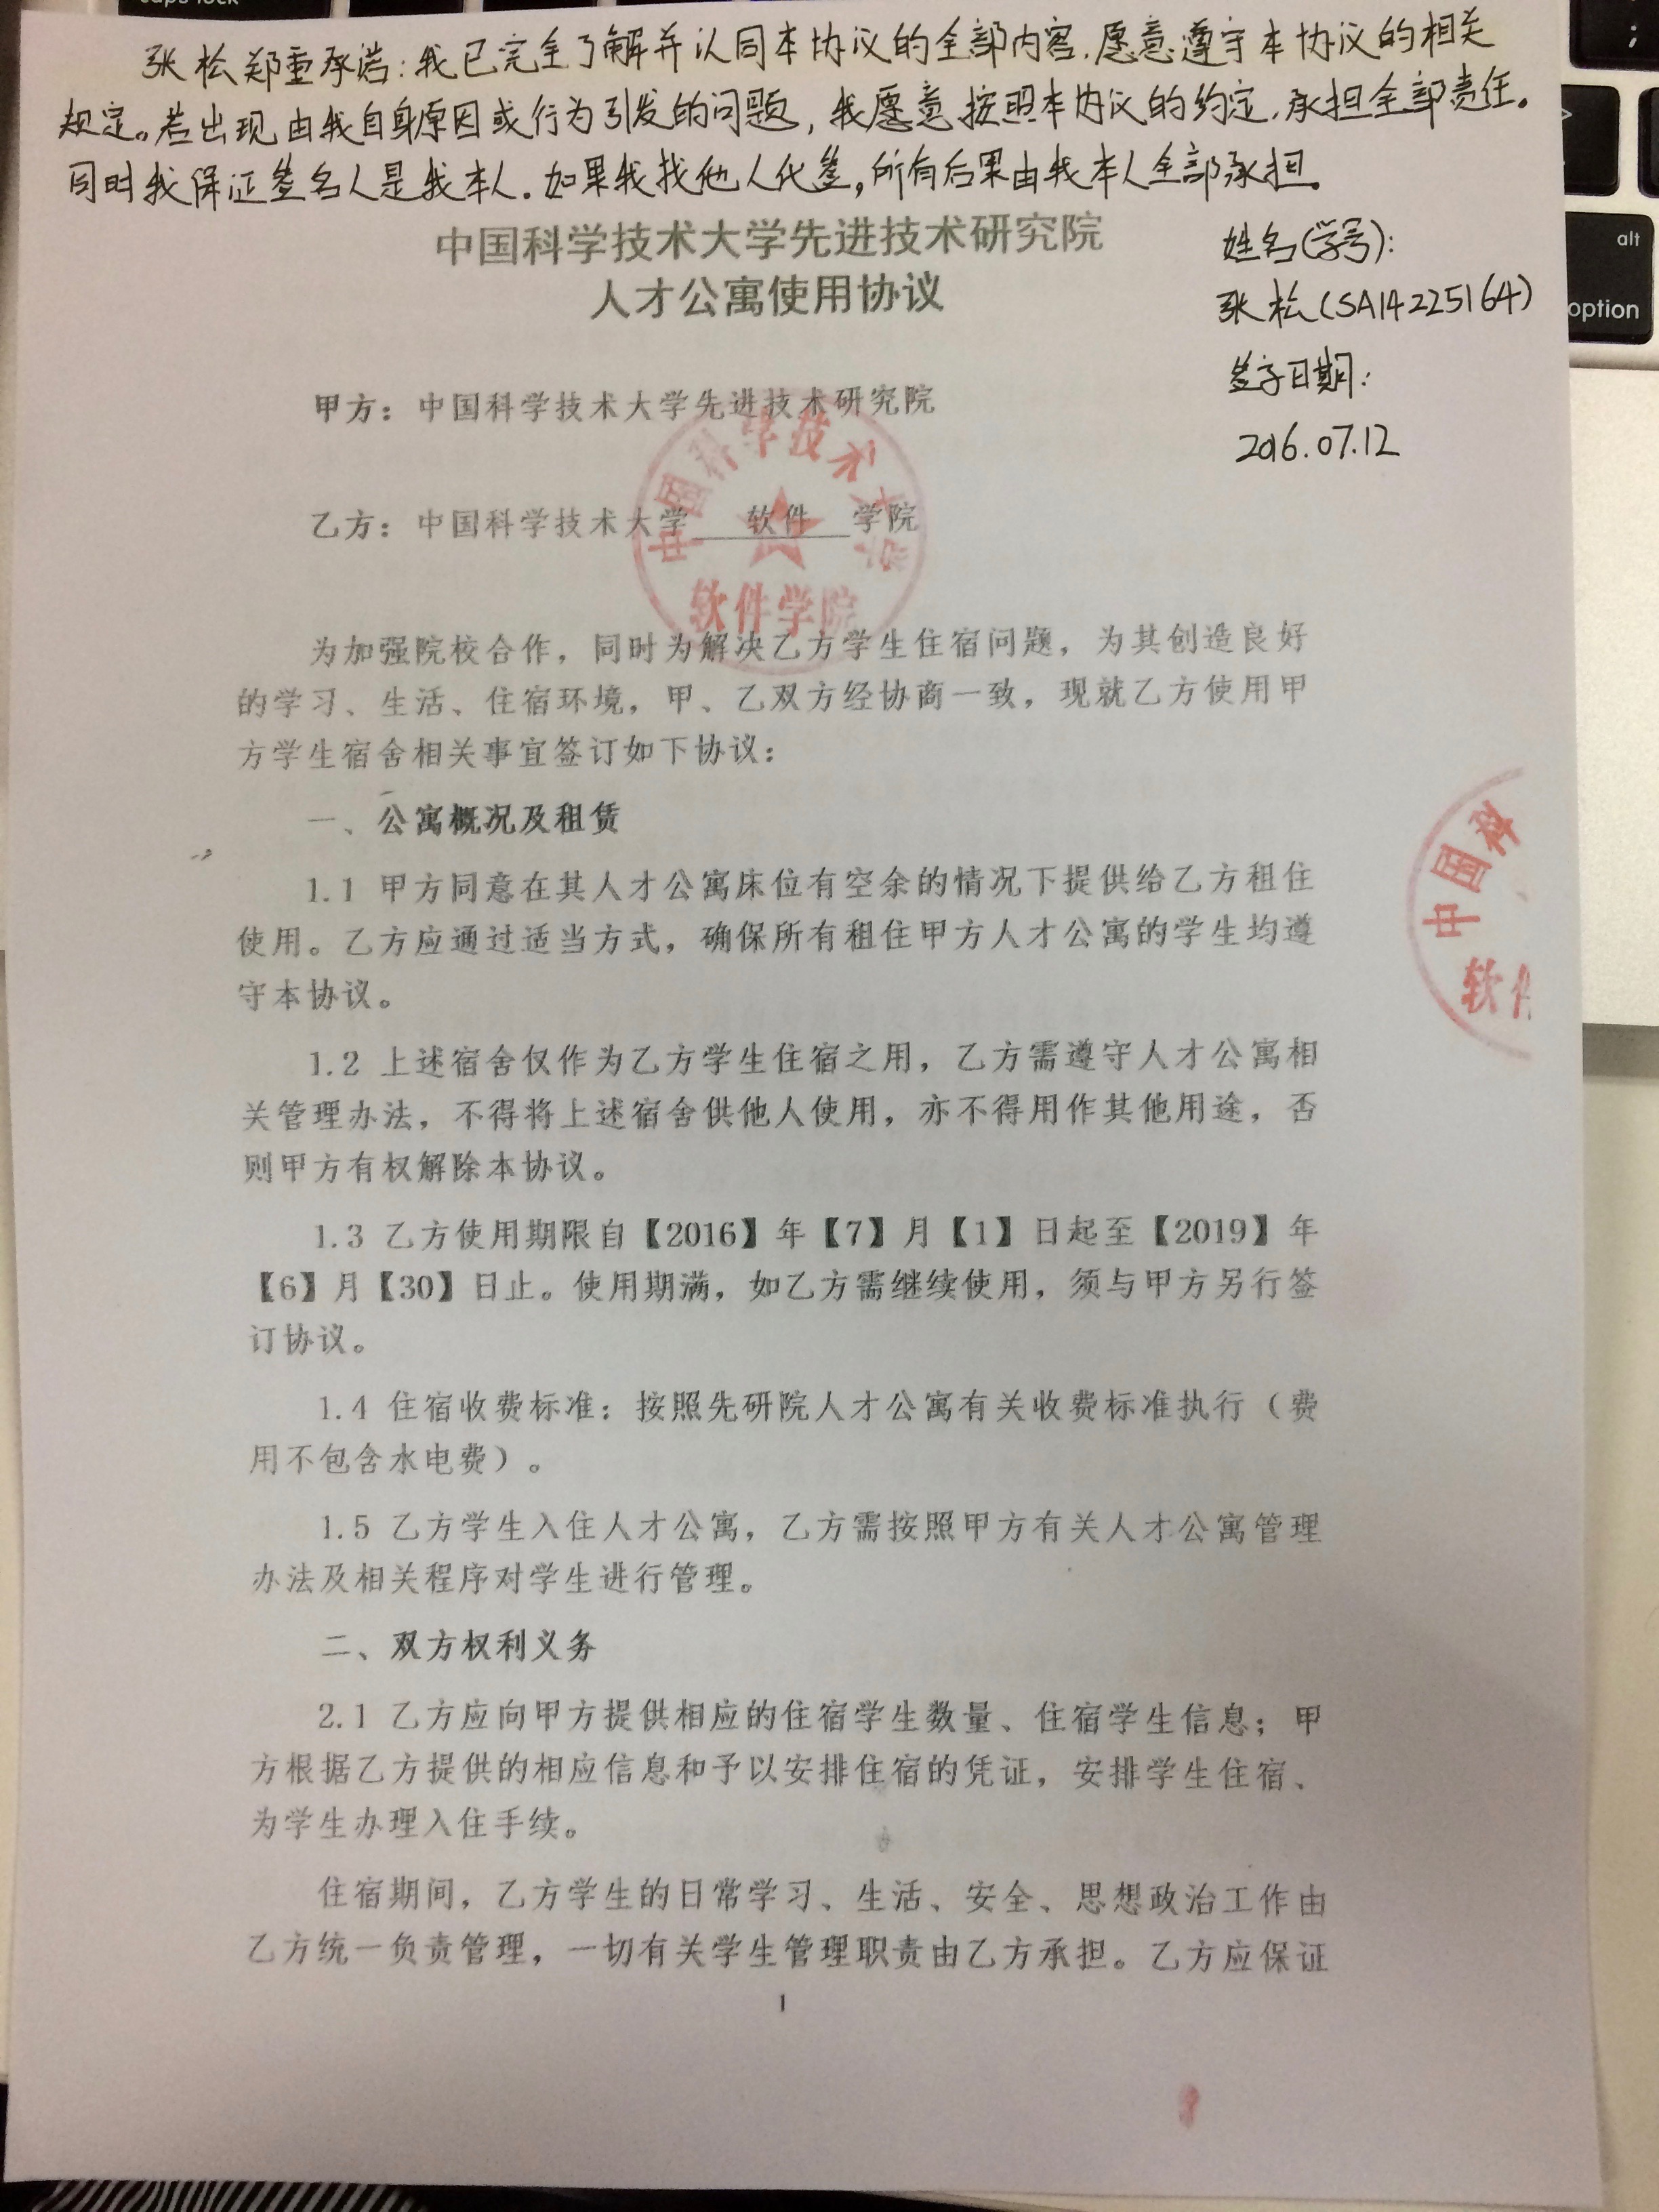 caps lock
张松郑重承诺：我已完全了解并认同本协议的全部内容，愿意遵守本协议的相关
规定。若出现由我自身原因或行为引发的问题，我愿意按照本协议的约定，承担全部责任。
同时我保证签名人是我本人。如果我找他人代签，所有后果由我本人全部承担。
中国科学技术大学先进技术研究院
人才公寓使用协议
姓名(学号):
张松(SA14225164)
签字日期:
2016.07.12
alt
option
甲方：中国科学技术大学先进技术研究院
乙方：中国科学技术大学 软件 学院
中国科学技术大学
软件学院
为加强院校合作，同时为解决乙方学生住宿问题，为其创造良好
的学习、生活、住宿环境，甲、乙双方经协商一致，现就乙方使用甲
方学生宿舍相关事宜签订如下协议：
一、公寓概况及租赁
1.1 甲方同意在其人才公寓床位有空余的情况下提供给乙方租住
使用。乙方应通过适当方式，确保所有租住甲方人才公寓的学生均遵
守本协议。
中国科
软件
1.2 上述宿舍仅作为乙方学生住宿之用，乙方需遵守人才公寓相
关管理办法，不得将上述宿舍供他人使用，亦不得用作其他用途，否
则甲方有权解除本协议。
1.3 乙方使用期限自【2016】年【7】月【1】日起至【2019】年
【6】月【30】日止。使用期满，如乙方需继续使用，须与甲方另行签
订协议。
1.4 住宿收费标准：按照先研院人才公寓有关收费标准执行（费
用不包含水电费）。
1.5 乙方学生入住人才公寓，乙方需按照甲方有关人才公寓管理
办法及相关程序对学生进行管理。
二、双方权利义务
2.1 乙方应向甲方提供相应的住宿学生数量、住宿学生信息；甲
方根据乙方提供的相应信息和予以安排住宿的凭证，安排学生住宿、
为学生办理入住手续。
住宿期间，乙方学生的日常学习、生活、安全、思想政治工作由
乙方统一负责管理，一切有关学生管理职责由乙方承担。乙方应保证
1